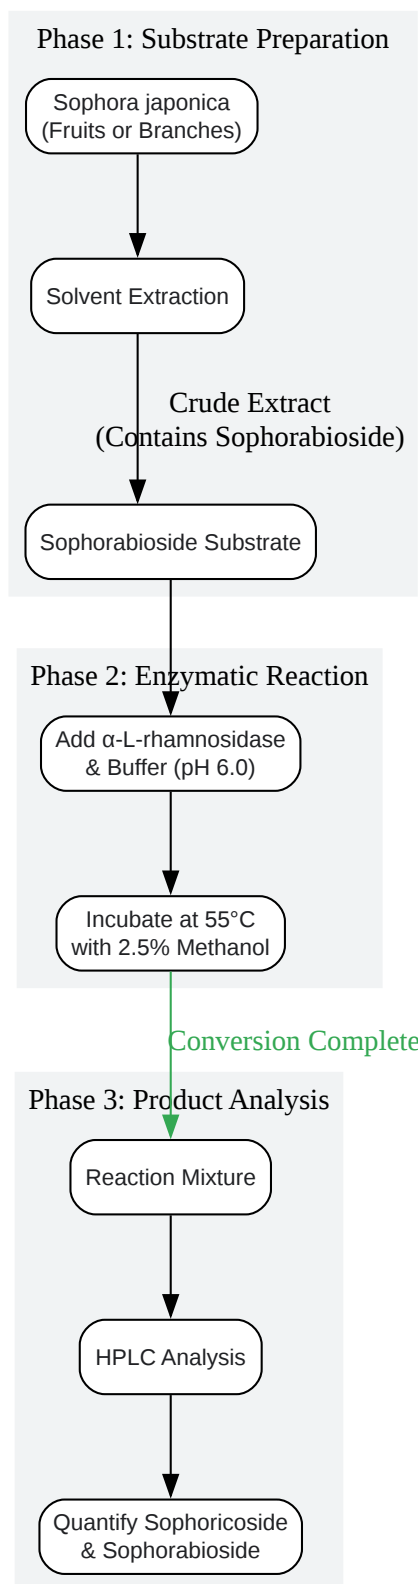 Phase 1: Substrate Preparation
Sophora japonica
(Fruits or Branches)
Solvent Extraction
Crude Extract
(Contains Sophorabioside)
Sophorabioside Substrate
Phase 2: Enzymatic Reaction
Add α-L-rhamnosidase
& Buffer (pH 6.0)
Incubate at 55°C
with 2.5% Methanol
Conversion Complete
Phase 3: Product Analysis
Reaction Mixture
HPLC Analysis
Quantify Sophoricoside
& Sophorabioside